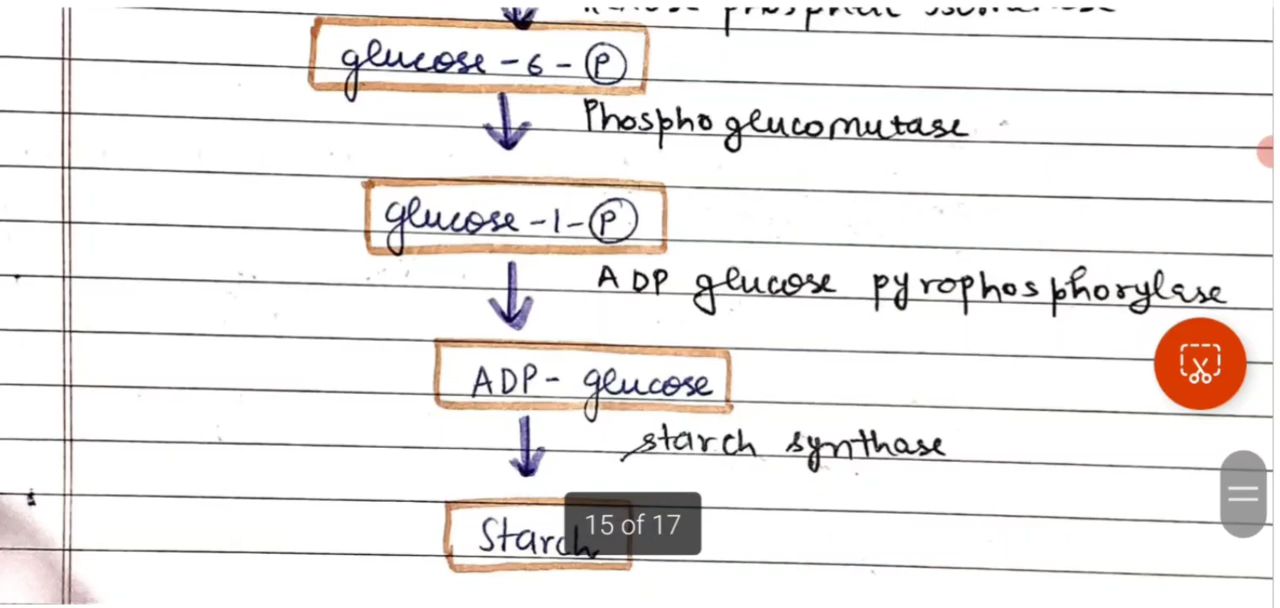 glucose-6-Ⓟ
Phosphoglucomutase
glucose-1-Ⓟ
ADP glucose pyrophosphorylase
ADP-glucose
starch synthase
Starch
15 of 17